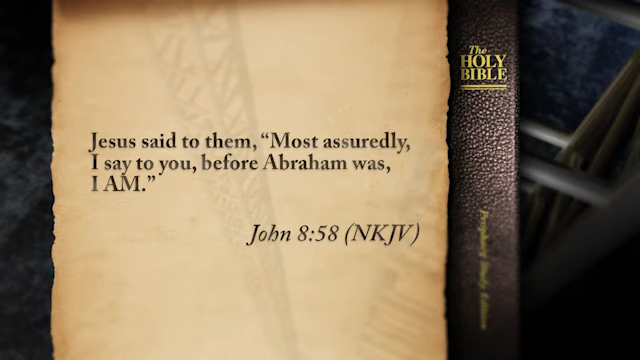 Jesus said to them, “Most assuredly,
I say to you, before Abraham was,
I AM.”
John 8:58 (NKJV)
The
HOLY
BIBLE
Prophecy Study Edition